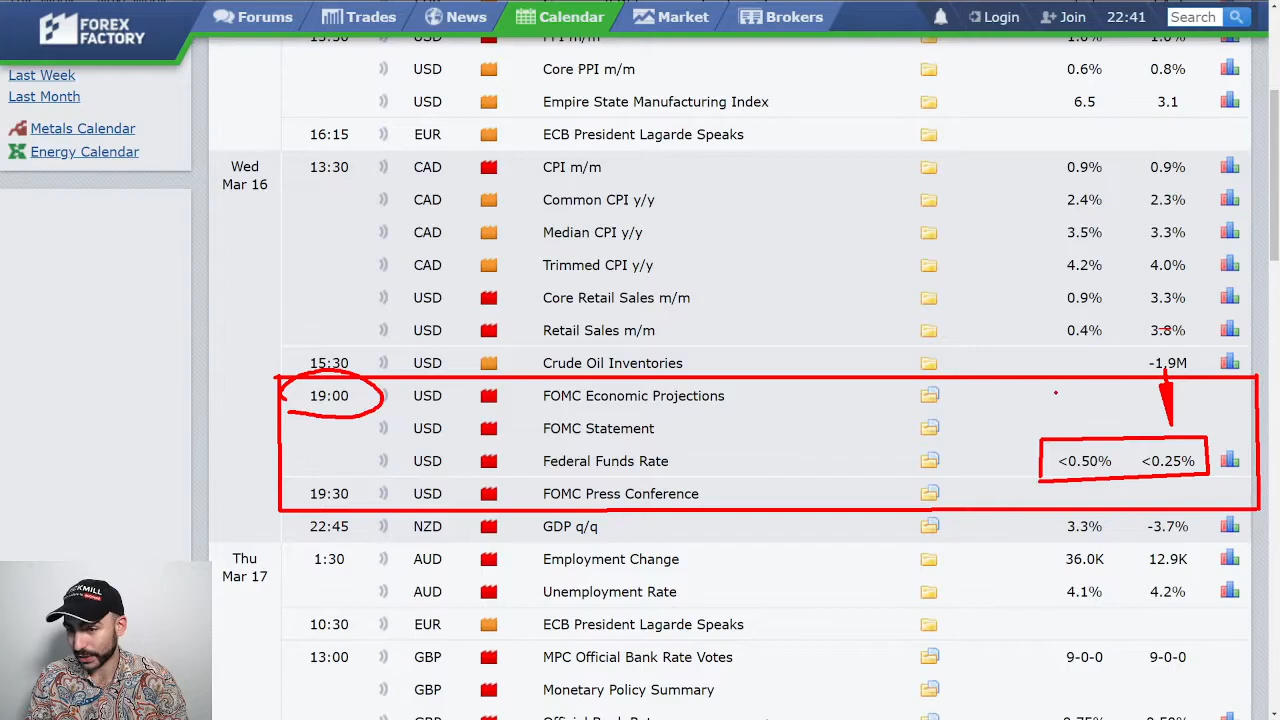 FOREX
FACTORY
Forums
Trades
News
Calendar
Market
Brokers
Login
Join
22:41
Search
Last Week
Last Month
Metals Calendar
Energy Calendar
USD Core PPI m/m 0.6% 0.8%
USD Empire State Manufacturing Index 6.5 3.1
16:15 EUR ECB President Lagarde Speaks
Wed Mar 16 13:30 CAD CPI m/m 0.9% 0.9%
CAD Common CPI y/y 2.4% 2.3%
CAD Median CPI y/y 3.5% 3.3%
CAD Trimmed CPI y/y 4.2% 4.0%
USD Core Retail Sales m/m 0.9% 3.3%
USD Retail Sales m/m 0.4% 3.8%
15:30 USD Crude Oil Inventories -1.9M
19:00 USD FOMC Economic Projections
USD FOMC Statement
USD Federal Funds Rate <0.50% <0.25%
19:30 USD FOMC Press Conference
22:45 NZD GDP q/q 3.3% -3.7%
Thu Mar 17 1:30 AUD Employment Change 36.0K 12.9K
AUD Unemployment Rate 4.1% 4.2%
10:30 EUR ECB President Lagarde Speaks
13:00 GBP MPC Official Bank Rate Votes 9-0-0 9-0-0
GBP Monetary Policy Summary